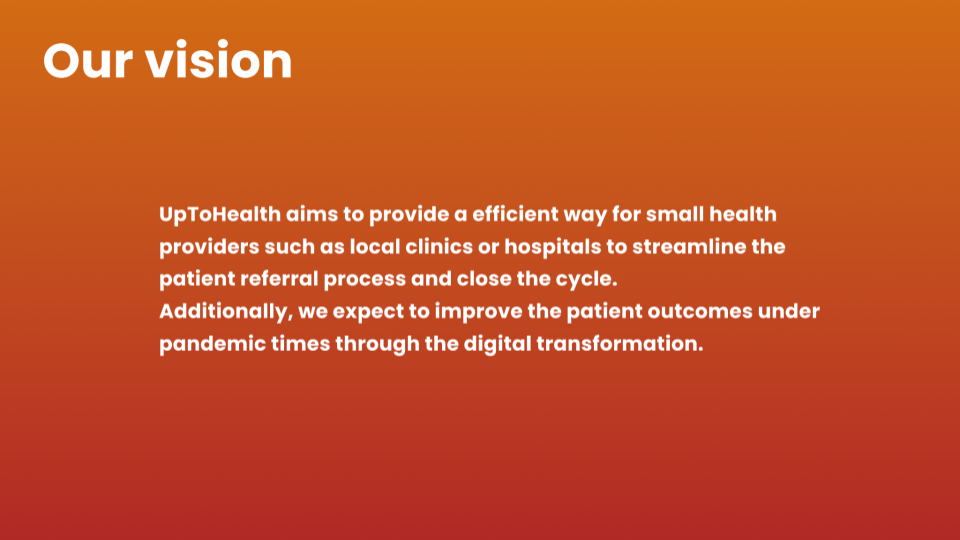 Our vision
UpToHealth aims to provide a efficient way for small health
providers such as local clinics or hospitals to streamline the
patient referral process and close the cycle.
Additionally, we expect to improve the patient outcomes under
pandemic times through the digital transformation.